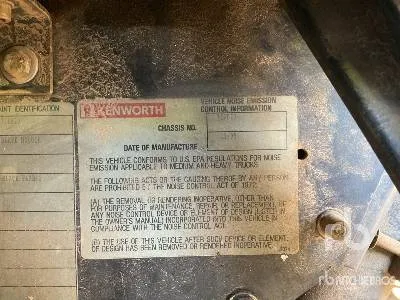 INT IDENTIFICATION
KENWORTH
VEHICLE NOISE EMISSION
CONTROL INFORMATION
CHASSIS NO.
DATE OF MANUFACTURE
THIS VEHICLE CONFORMS TO U.S. EPA REGULATIONS FOR NOISE
EMISSION APPLICABLE TO MEDIUM AND HEAVY TRUCKS.
THE FOLLOWING ACTS OR THE CAUSING THEREOF BY ANY PERSON
ARE PROHIBITED BY THE NOISE CONTROL ACT OF 1972:
(A) THE REMOVAL OR RENDERING INOPERATIVE, OTHER THAN
FOR PURPOSES OF MAINTENANCE, REPAIR, OR REPLACEMENT, OF
ANY NOISE CONTROL DEVICE OR ELEMENT OF DESIGN (LISTED IN
THE OWNER'S MANUAL) INCORPORATED INTO THIS VEHICLE IN
COMPLIANCE WITH THE NOISE CONTROL ACT.
(B) THE USE OF THIS VEHICLE AFTER SUCH DEVICE OR ELEMENT
OF DESIGN HAS BEEN REMOVED OR RENDERED INOPERATIVE.
rb
ritchie bros
Auctioneers